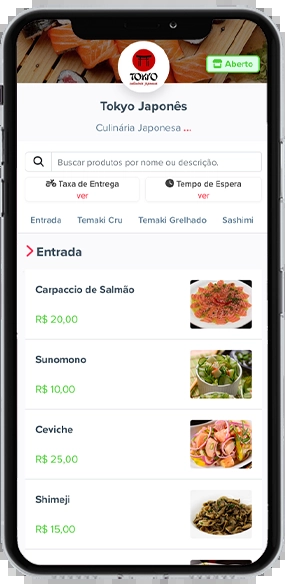 TOKYO
Aberto
Tokyo Japonês
Culinária Japonesa ...
Buscar produtos por nome ou descrição.
Taxa de Entrega
ver
Tempo de Espera
ver
Entrada Temaki Cru Temaki Grelhado Sashimi
Entrada
Carpaccio de Salmão
R$ 20,00
Sunomono
R$ 10,00
Ceviche
R$ 25,00
Shimeji
R$ 15,00